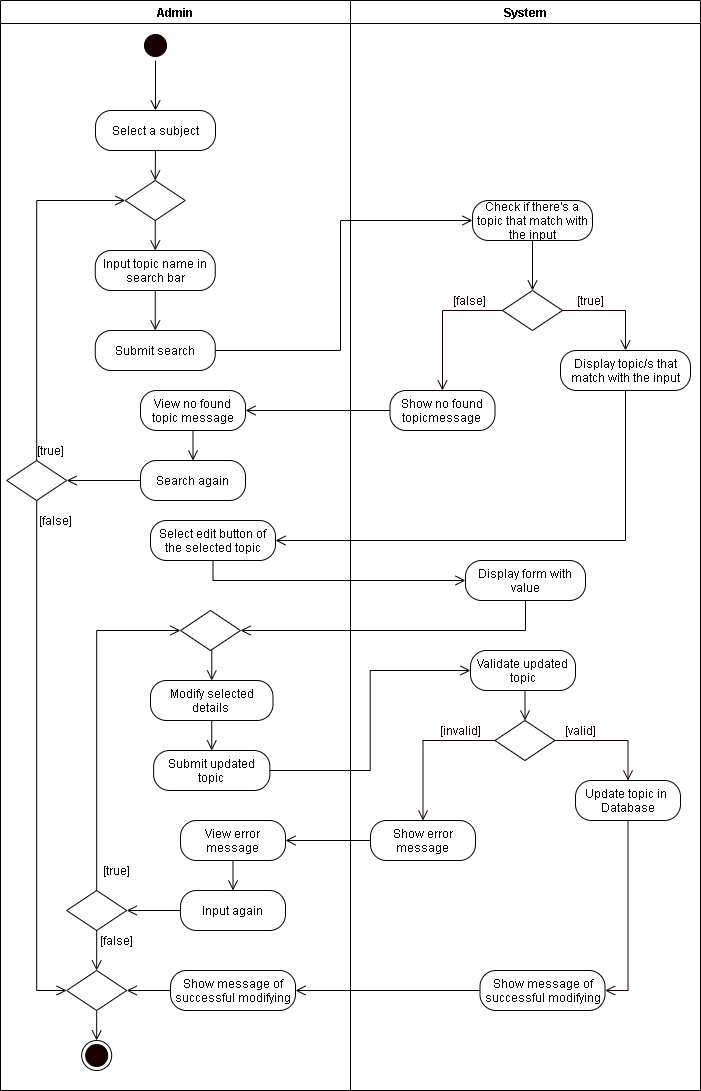 Admin
System
Select a subject
Check if there's a
topic that match with
the input
Input topic name in
search bar
[false]
[true]
Submit search
Display topic/s that
match with the input
View no found
topic message
Show no found
topicmessage
[true]
Search again
[false]
Select edit button of
the selected topic
Display form with
value
Validate updated
topic
Modify selected
details
[invalid]
[valid]
Submit updated
topic
Update topic in
Database
View error
message
Show error
message
[true]
Input again
[false]
Show message of
successful modifying
Show message of
successful modifying